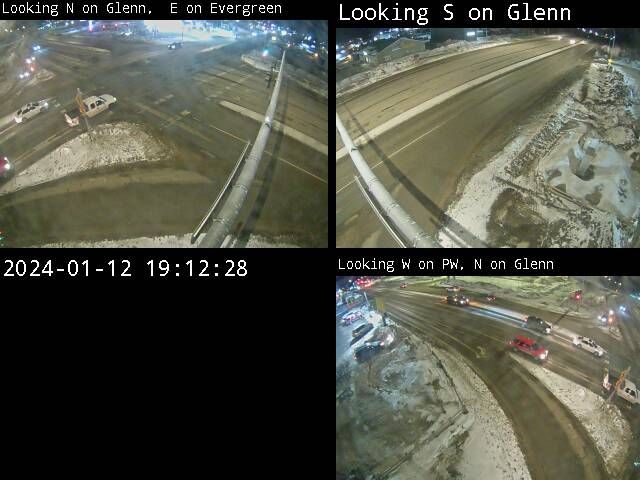 Looking N on Glenn,  E on Evergreen
Looking S on Glenn
2024-01-12 19:12:28
Looking W on PW, N on Glenn